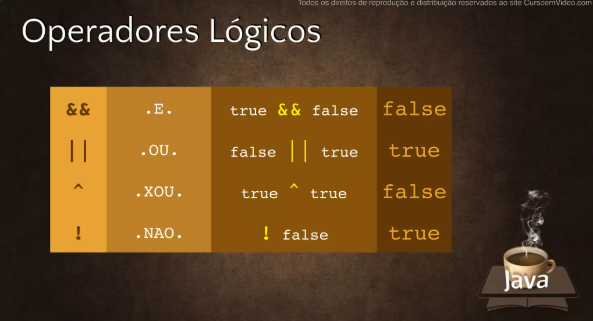 Todos os direitos de reprodução e distribuição reservados ao site CursoemVideo.com
Operadores Lógicos
&& .E. true && false false
|| .OU. false || true true
^ .XOU. true ^ true false
! .NAO. ! false true
Java